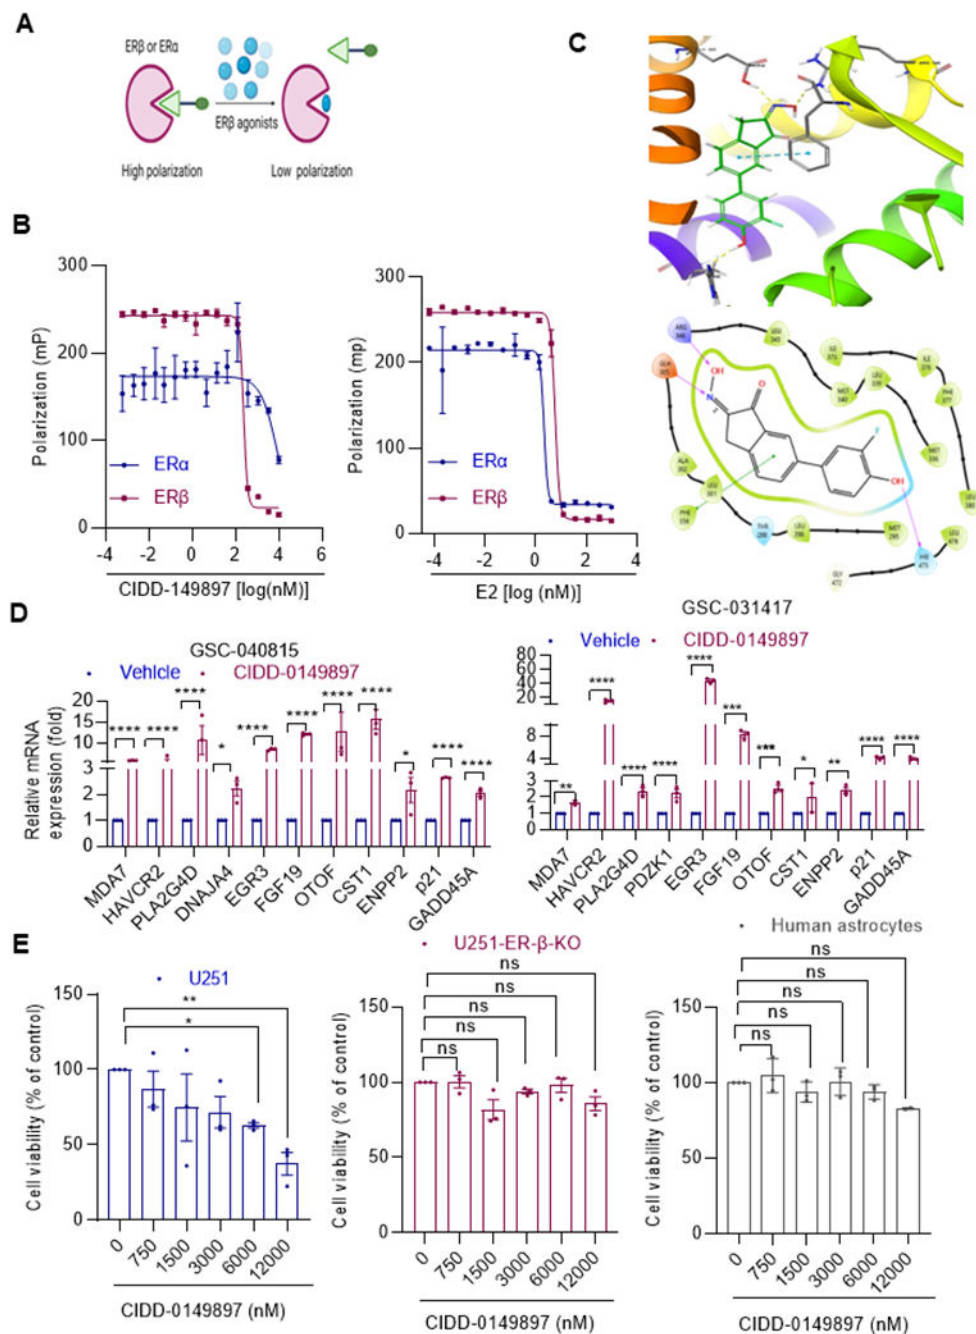 A
ERβ or ERα
ERβ agonists
High polarization
Low polarization
B
300
200
100
0
Polarization (mP)
ERα
ERβ
-4 -2 0 2 4 6
CIDD-149897 [log(nM)]
300
200
100
0
Polarization (mp)
ERα
ERβ
-4 -2 0 2 4
E2 [log (nM)]
C
OH
N
O
F
OH
D
GSC-040815
Vehicle CIDD-0149897
20
15
10
5
3
2
1
0
Relative mRNA
expression (fold)
**** **** **** * **** **** **** **** * **** ****
MDA7 HAVCR2 PLA2G4D DNAJA4 EGR3 FGF19 OTOF CST1 ENPP2 p21 GADD45A
GSC-031417
Vehicle CIDD-0149897
80
60
40
20
8
4
2
1
0
** **** **** **** **** *** *** * ** **** ****
MDA7 HAVCR2 PLA2G4D PDZK1 EGR3 FGF19 OTOF CST1 ENPP2 p21 GADD45A
E
U251
150
100
50
0
Cell viability (% of control)
**
*
0 750 1500 3000 6000 12000
CIDD-0149897 (nM)
U251-ER-β-KO
150
100
50
0
Cell viability (% of control)
ns
ns
ns
ns
ns
0 750 1500 3000 6000 12000
CIDD-0149897 (nM)
Human astrocytes
150
100
50
0
Cell viability (% of control)
ns
ns
ns
ns
ns
0 750 1500 3000 6000 12000
CIDD-0149897 (nM)